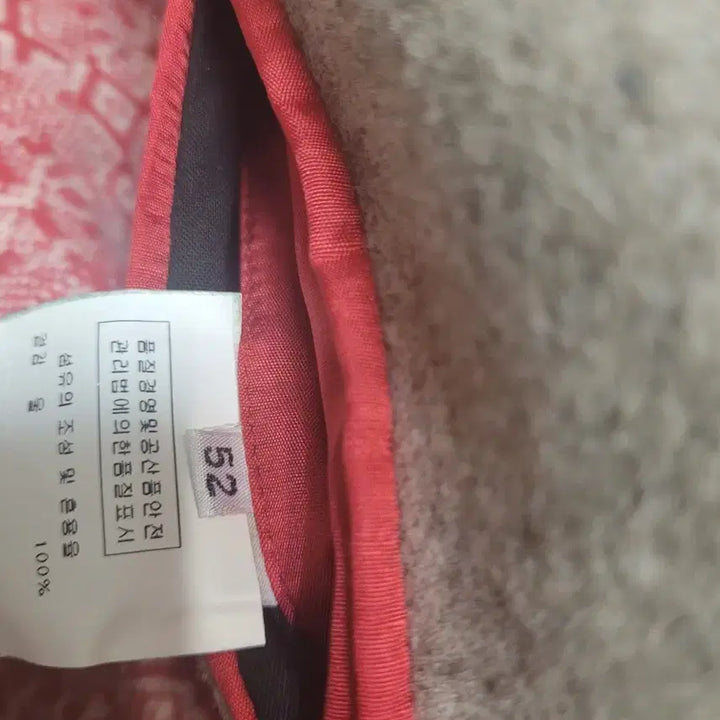 품질경영및공산품안전
관리법에의한품질표시
섬유의 조성 및 혼용율
겉감 울 100%
52